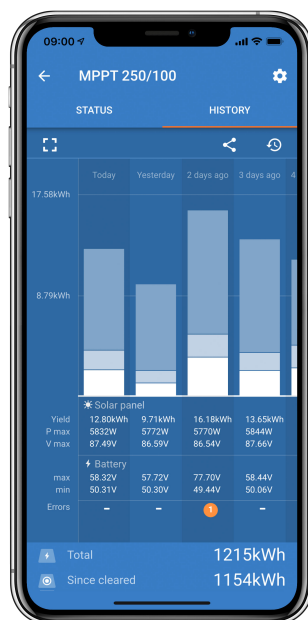 09:00
MPPT 250/100
STATUS HISTORY
Today Yesterday 2 days ago 3 days ago 4
17.58kWh
8.79kWh
Solar panel
Yield 12.80kWh 9.71kWh 16.18kWh 13.65kWh
P max 5832W 5772W 5770W 5844W
V max 87.49V 86.59V 86.54V 87.66V
Battery
max 58.32V 57.72V 77.70V 58.44V
min 50.31V 50.30V 49.44V 50.06V
Errors – – 1 –
Total 1215kWh
Since cleared 1154kWh